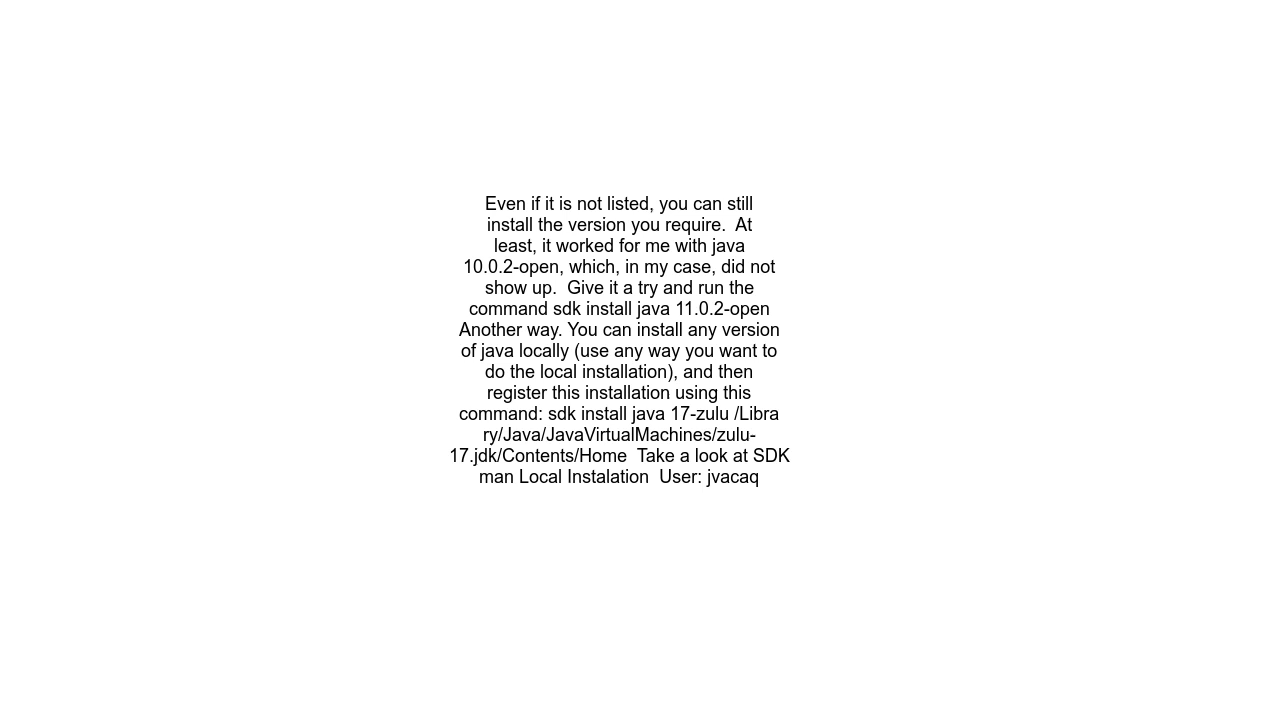 Even if it is not listed, you can still
install the version you require.  At
least, it worked for me with java
10.0.2-open, which, in my case, did not
show up.  Give it a try and run the
command sdk install java 11.0.2-open
Another way. You can install any version
of java locally (use any way you want to
do the local installation), and then
register this installation using this
command: sdk install java 17-zulu /Libra
ry/Java/JavaVirtualMachines/zulu-
17.jdk/Contents/Home  Take a look at SDK
man Local Instalation  User: jvacaq